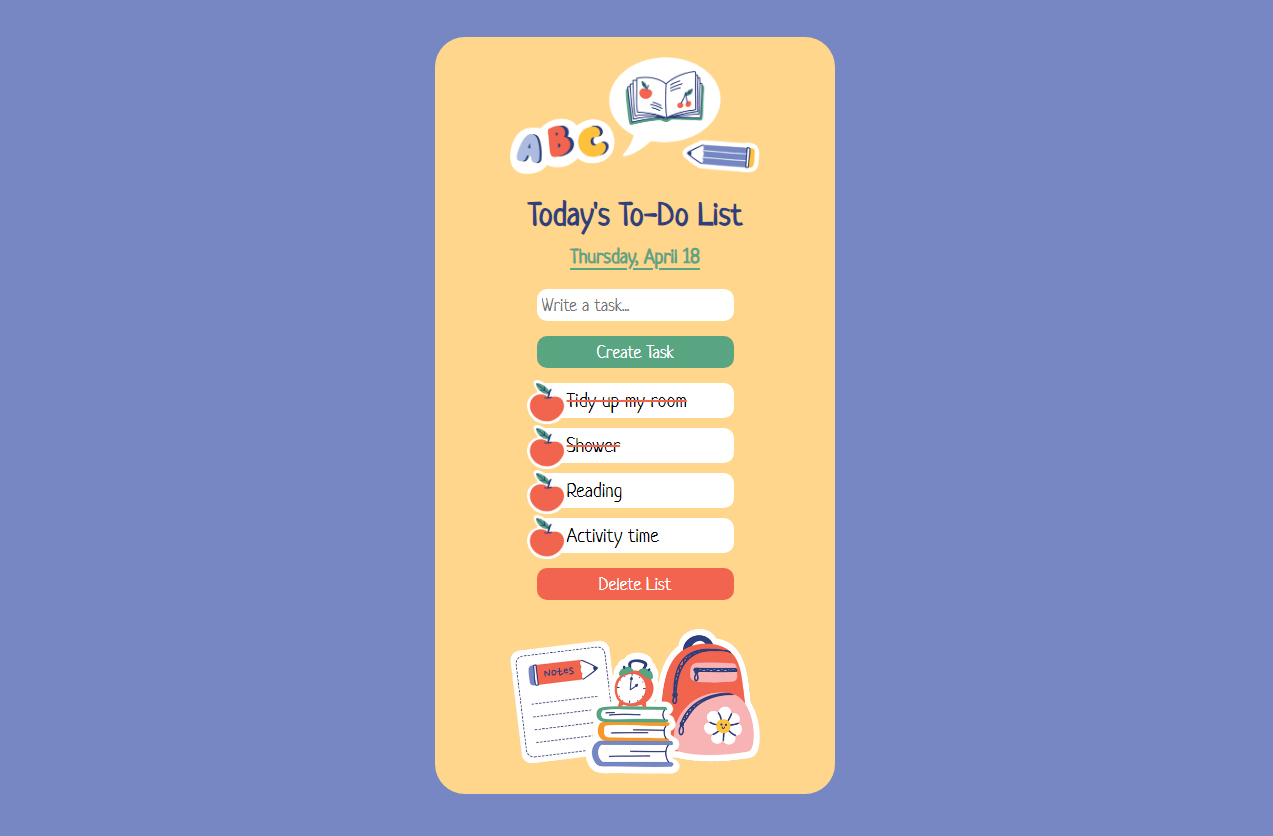 ABC
Today's To-Do List
Thursday, April 18
Write a task...
Create Task
Tidy up my room
Shower
Reading
Activity time
Delete List
NOTES